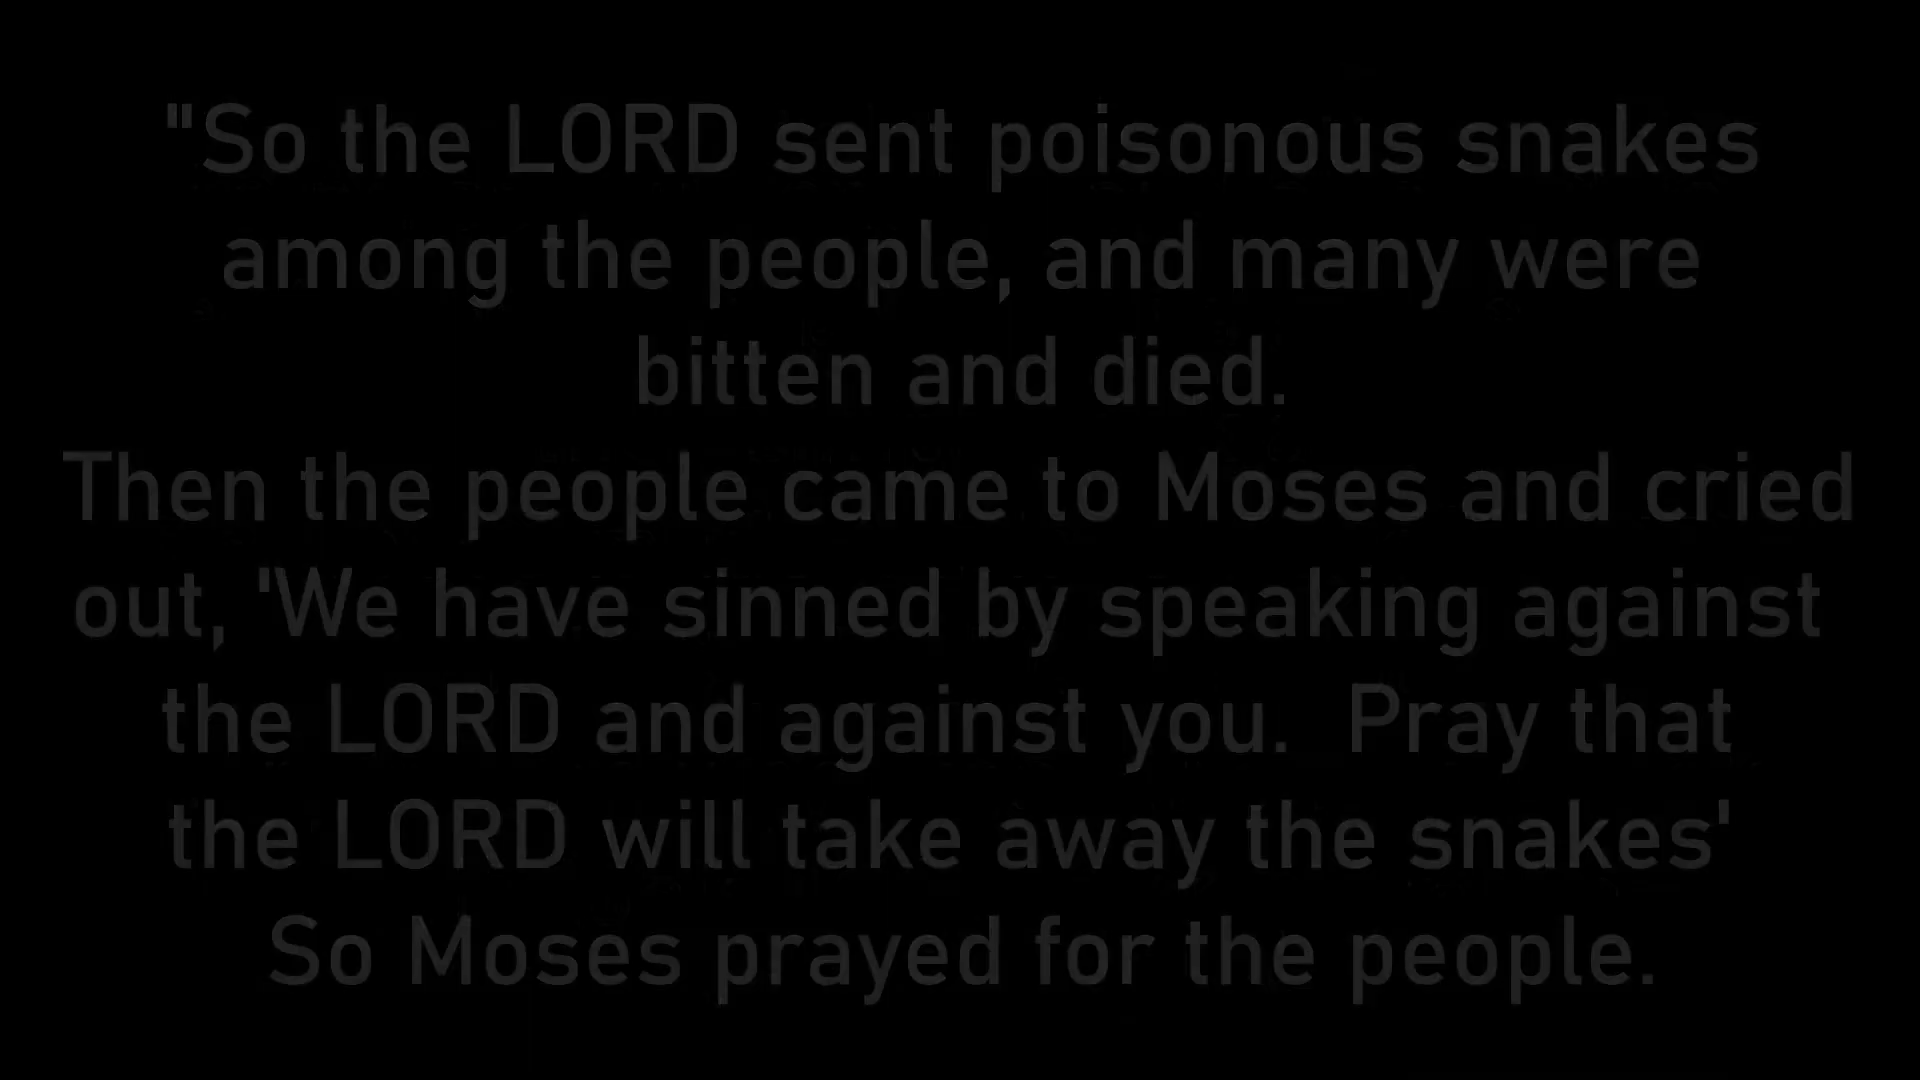 "So the LORD sent poisonous snakes
among the people, and many were
bitten and died.
Then the people came to Moses and cried
out, 'We have sinned by speaking against
the LORD and against you.  Pray that
the LORD will take away the snakes'
So Moses prayed for the people.